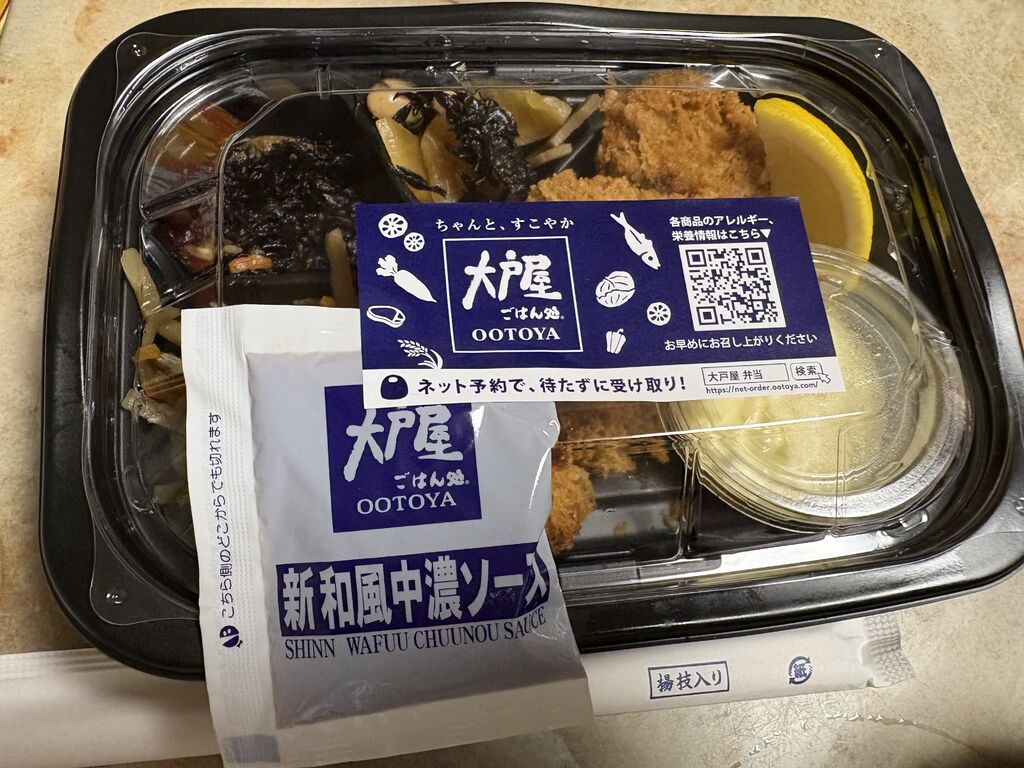 ちゃんと、すこやか
大戸屋
ごはん処®
OOTOYA
各商品のアレルギー、
栄養情報はこちら▼
お早めにお召し上がりください
ネット予約で、待たずに受け取り!
大戸屋 弁当
検索
https://net-order.ootoya.com/
大戸屋
ごはん処®
OOTOYA
新和風中濃ソース
SHINN WAFUU CHUUNOU SAUCE
こちら側のどこからでも切れます
楊枝入り
紙